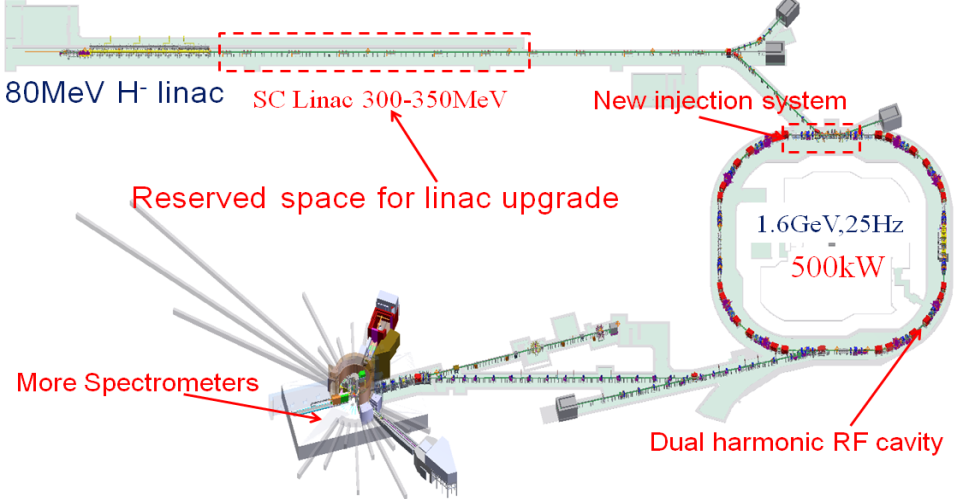 80MeV H⁻ linac
SC Linac 300-350MeV
New injection system
Reserved space for linac upgrade
1.6GeV,25Hz
500kW
More Spectrometers
Dual harmonic RF cavity